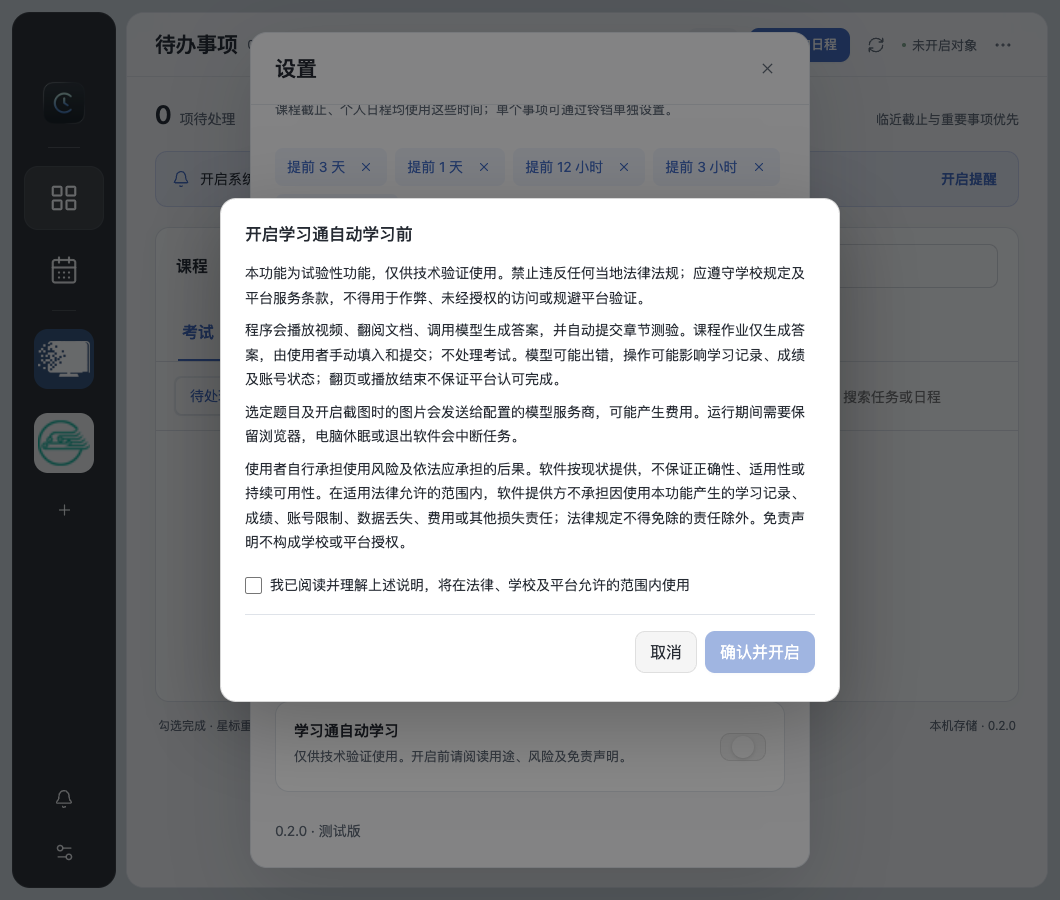 待办事项
设置
日程
未开启对象
0 项待处理
课程截止、个人日程均使用这些时间；单个事项可通过铃铛单独设置。
临近截止与重要事项优先
提前 3 天
提前 1 天
提前 12 小时
提前 3 小时
开启系统
开启提醒
课程
考试
待处
搜索任务或日程
开启学习通自动学习前
本功能为试验性功能，仅供技术验证使用。禁止违反任何当地法律法规；应遵守学校规定及
平台服务条款，不得用于作弊、未经授权的访问或规避平台验证。
程序会播放视频、翻阅文档、调用模型生成答案，并自动提交章节测验。课程作业仅生成答
案，由使用者手动填入和提交；不处理考试。模型可能出错，操作可能影响学习记录、成绩
及账号状态；翻页或播放结束不保证平台认可完成。
选定题目及开启截图时的图片会发送给配置的模型服务商，可能产生费用。运行期间需要保
留浏览器，电脑休眠或退出软件会中断任务。
使用者自行承担使用风险及依法应承担的后果。软件按现状提供，不保证正确性、适用性或
持续可用性。在适用法律允许的范围内，软件提供方不承担因使用本功能产生的学习记录、
成绩、账号限制、数据丢失、费用或其他损失责任；法律规定不得免除的责任除外。免责声
明不构成学校或平台授权。
我已阅读并理解上述说明，将在法律、学校及平台允许的范围内使用
取消
确认并开启
勾选完成 · 星标重
本机存储 · 0.2.0
学习通自动学习
仅供技术验证使用。开启前请阅读用途、风险及免责声明。
0.2.0 · 测试版